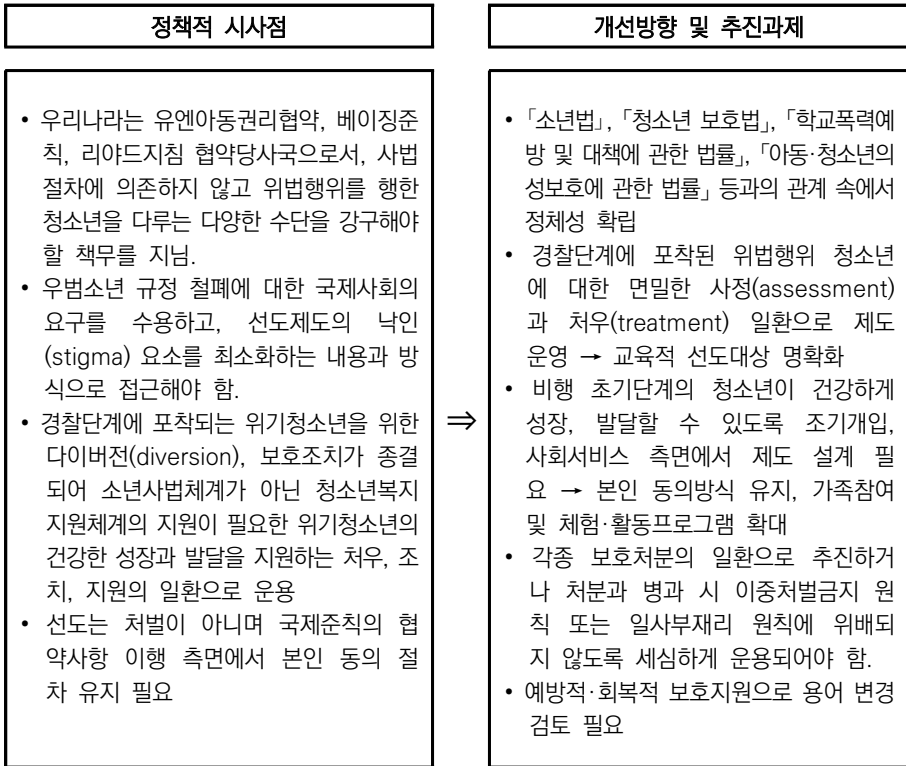 정책적 시사점
• 우리나라는 유엔아동권리협약, 베이징준
칙, 리야드지침 협약당사국으로서, 사법
절차에 의존하지 않고 위법행위를 행한
청소년을 다루는 다양한 수단을 강구해야
할 책무를 지님.
• 우범소년 규정 철폐에 대한 국제사회의
요구를 수용하고, 선도제도의 낙인
(stigma) 요소를 최소화하는 내용과 방
식으로 접근해야 함.
• 경찰단계에 포착되는 위기청소년을 위한
다이버전(diversion), 보호조치가 종결
되어 소년사법체계가 아닌 청소년복지
지원체계의 지원이 필요한 위기청소년의
건강한 성장과 발달을 지원하는 처우, 조
치, 지원의 일환으로 운용
• 선도는 처벌이 아니며 국제준칙의 협
약사항 이행 측면에서 본인 동의 절
차 유지 필요
⇒
개선방향 및 추진과제
• 「소년법」, 「청소년 보호법」, 「학교폭력예
방 및 대책에 관한 법률」, 「아동·청소년의
성보호에 관한 법률」 등과의 관계 속에서
정체성 확립
• 경찰단계에 포착된 위법행위 청소년
에 대한 면밀한 사정(assessment)
과 처우(treatment) 일환으로 제도
운영 → 교육적 선도대상 명확화
• 비행 초기단계의 청소년이 건강하게
성장, 발달할 수 있도록 조기개입,
사회서비스 측면에서 제도 설계 필
요 → 본인 동의방식 유지, 가족참여
및 체험·활동프로그램 확대
• 각종 보호처분의 일환으로 추진하거
나 처분과 병과 시 이중처벌금지 원
칙 또는 일사부재리 원칙에 위배되
지 않도록 세심하게 운용되어야 함.
• 예방적·회복적 보호지원으로 용어 변경
검토 필요